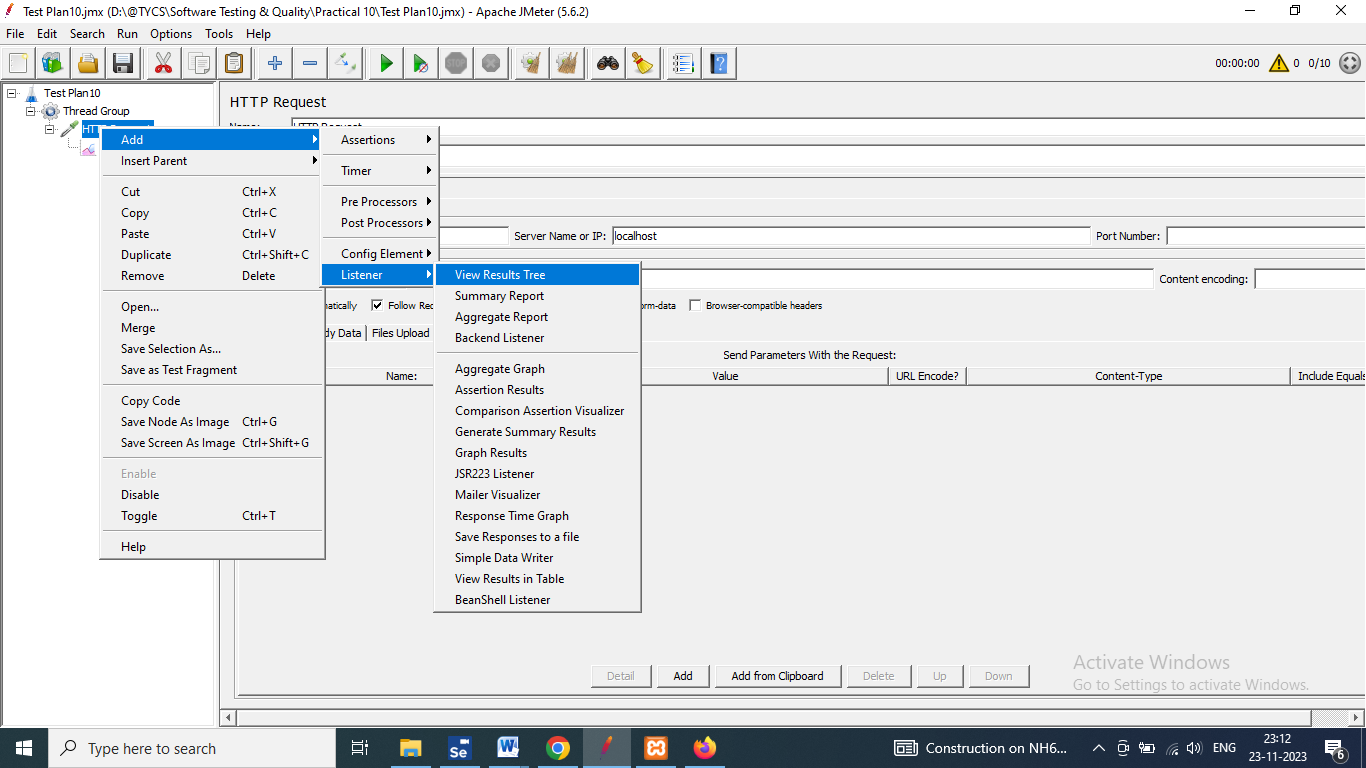 Test Plan10.jmx (D:\@TYCS\Software Testing & Quality\Practical 10\Test Plan10.jmx) - Apache JMeter (5.6.2)
File Edit Search Run Options Tools Help
00:00:00 0 0/10
Test Plan10
Thread Group
HTTP Request
HTTP Request
Add
Insert Parent
Cut Ctrl+X
Copy Ctrl+C
Paste Ctrl+V
Duplicate Ctrl+Shift+C
Remove Delete
Open...
Merge
Save Selection As...
Save as Test Fragment
Copy Code
Save Node As Image Ctrl+G
Save Screen As Image Ctrl+Shift+G
Enable
Disable
Toggle Ctrl+T
Help
Assertions
Timer
Pre Processors
Post Processors
Config Element
Listener
View Results Tree
Summary Report
Aggregate Report
Backend Listener
Aggregate Graph
Assertion Results
Comparison Assertion Visualizer
Generate Summary Results
Graph Results
JSR223 Listener
Mailer Visualizer
Response Time Graph
Save Responses to a file
Simple Data Writer
View Results in Table
BeanShell Listener
Server Name or IP: localhost Port Number:
Content encoding:
Follow Browser-compatible headers
Data Files Upload
Send Parameters With the Request:
Name: Value URL Encode? Content-Type Include Equals
Detail Add Add from Clipboard Delete Up Down
Activate Windows
Go to Settings to activate Windows.
Type here to search
Se W
Construction on NH6...
ENG
23:12
23-11-2023
6